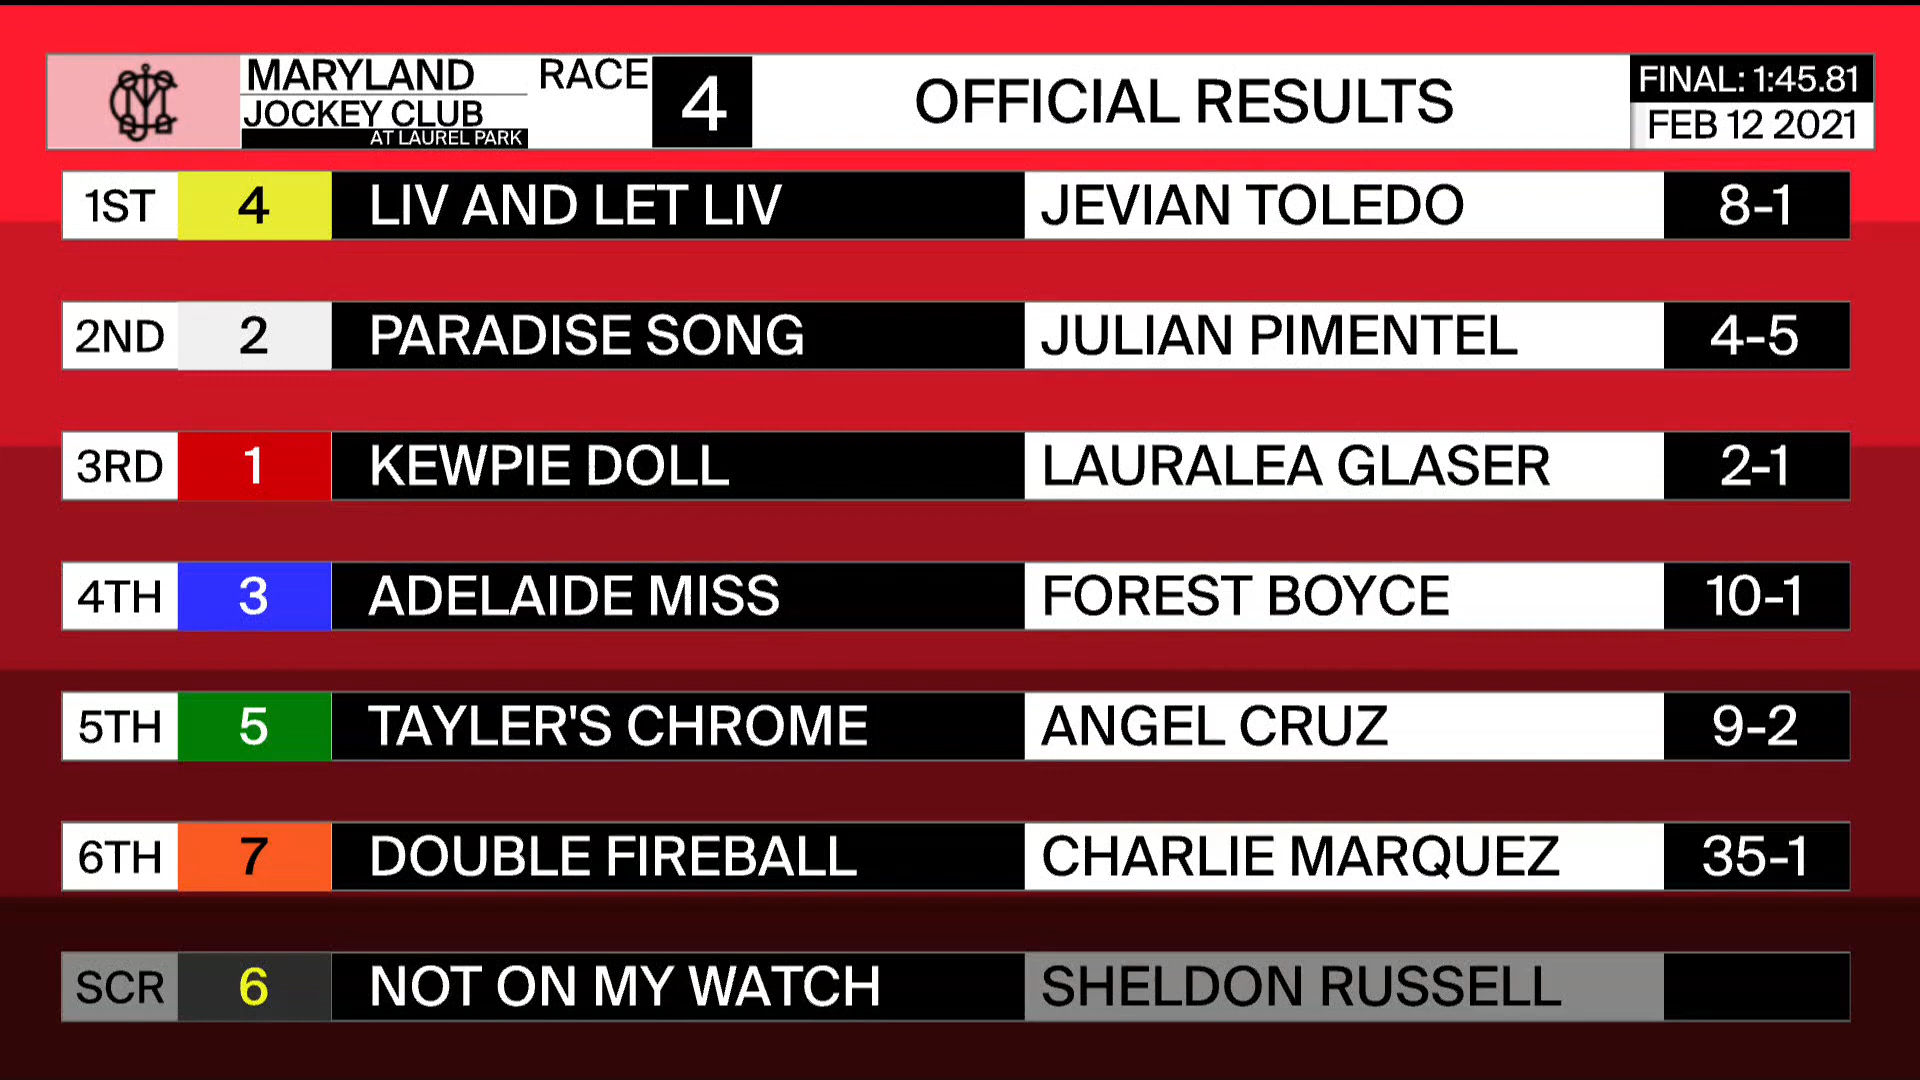 MARYLAND
JOCKEY CLUB
AT LAUREL PARK
RACE 4
OFFICIAL RESULTS
FINAL: 1:45.81
FEB 12 2021
1ST 4 LIV AND LET LIV JEVIAN TOLEDO 8-1
2ND 2 PARADISE SONG JULIAN PIMENTEL 4-5
3RD 1 KEWPIE DOLL LAURALEA GLASER 2-1
4TH 3 ADELAIDE MISS FOREST BOYCE 10-1
5TH 5 TAYLER'S CHROME ANGEL CRUZ 9-2
6TH 7 DOUBLE FIREBALL CHARLIE MARQUEZ 35-1
SCR 6 NOT ON MY WATCH SHELDON RUSSELL